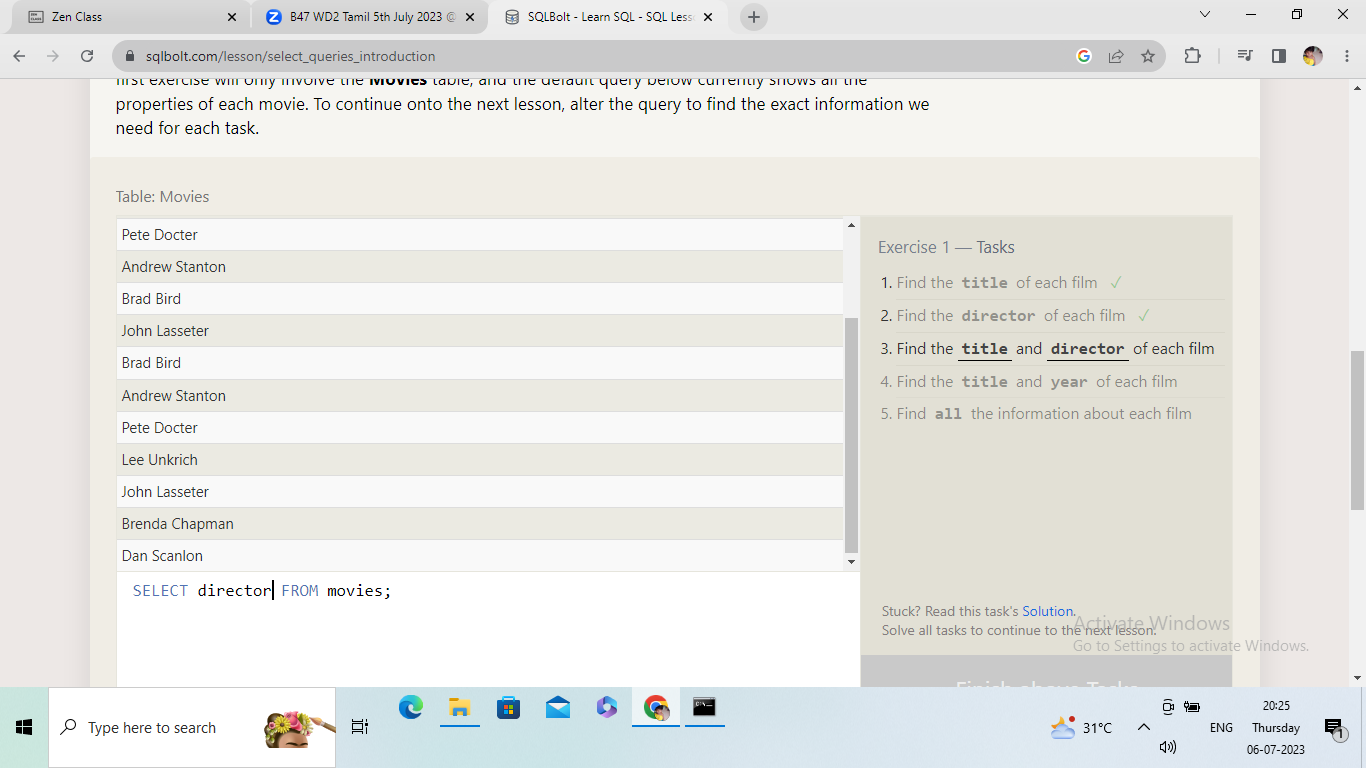 Zen Class
B47 WD2 Tamil 5th July 2023
SQLBolt - Learn SQL - SQL Less
sqlbolt.com/lesson/select_queries_introduction
first exercise will only involve the Movies table, and the default query below currently shows all the
properties of each movie. To continue onto the next lesson, alter the query to find the exact information we
need for each task.
Table: Movies
Pete Docter
Andrew Stanton
Brad Bird
John Lasseter
Brad Bird
Andrew Stanton
Pete Docter
Lee Unkrich
John Lasseter
Brenda Chapman
Dan Scanlon
SELECT director FROM movies;
Exercise 1 — Tasks
1. Find the title of each film ✓
2. Find the director of each film ✓
3. Find the title and director of each film
4. Find the title and year of each film
5. Find all the information about each film
Stuck? Read this task's Solution.
Solve all tasks to continue to the next lesson.
Activate Windows
Go to Settings to activate Windows.
Finish above Tasks
Type here to search
31°C
ENG
20:25
Thursday
06-07-2023
1